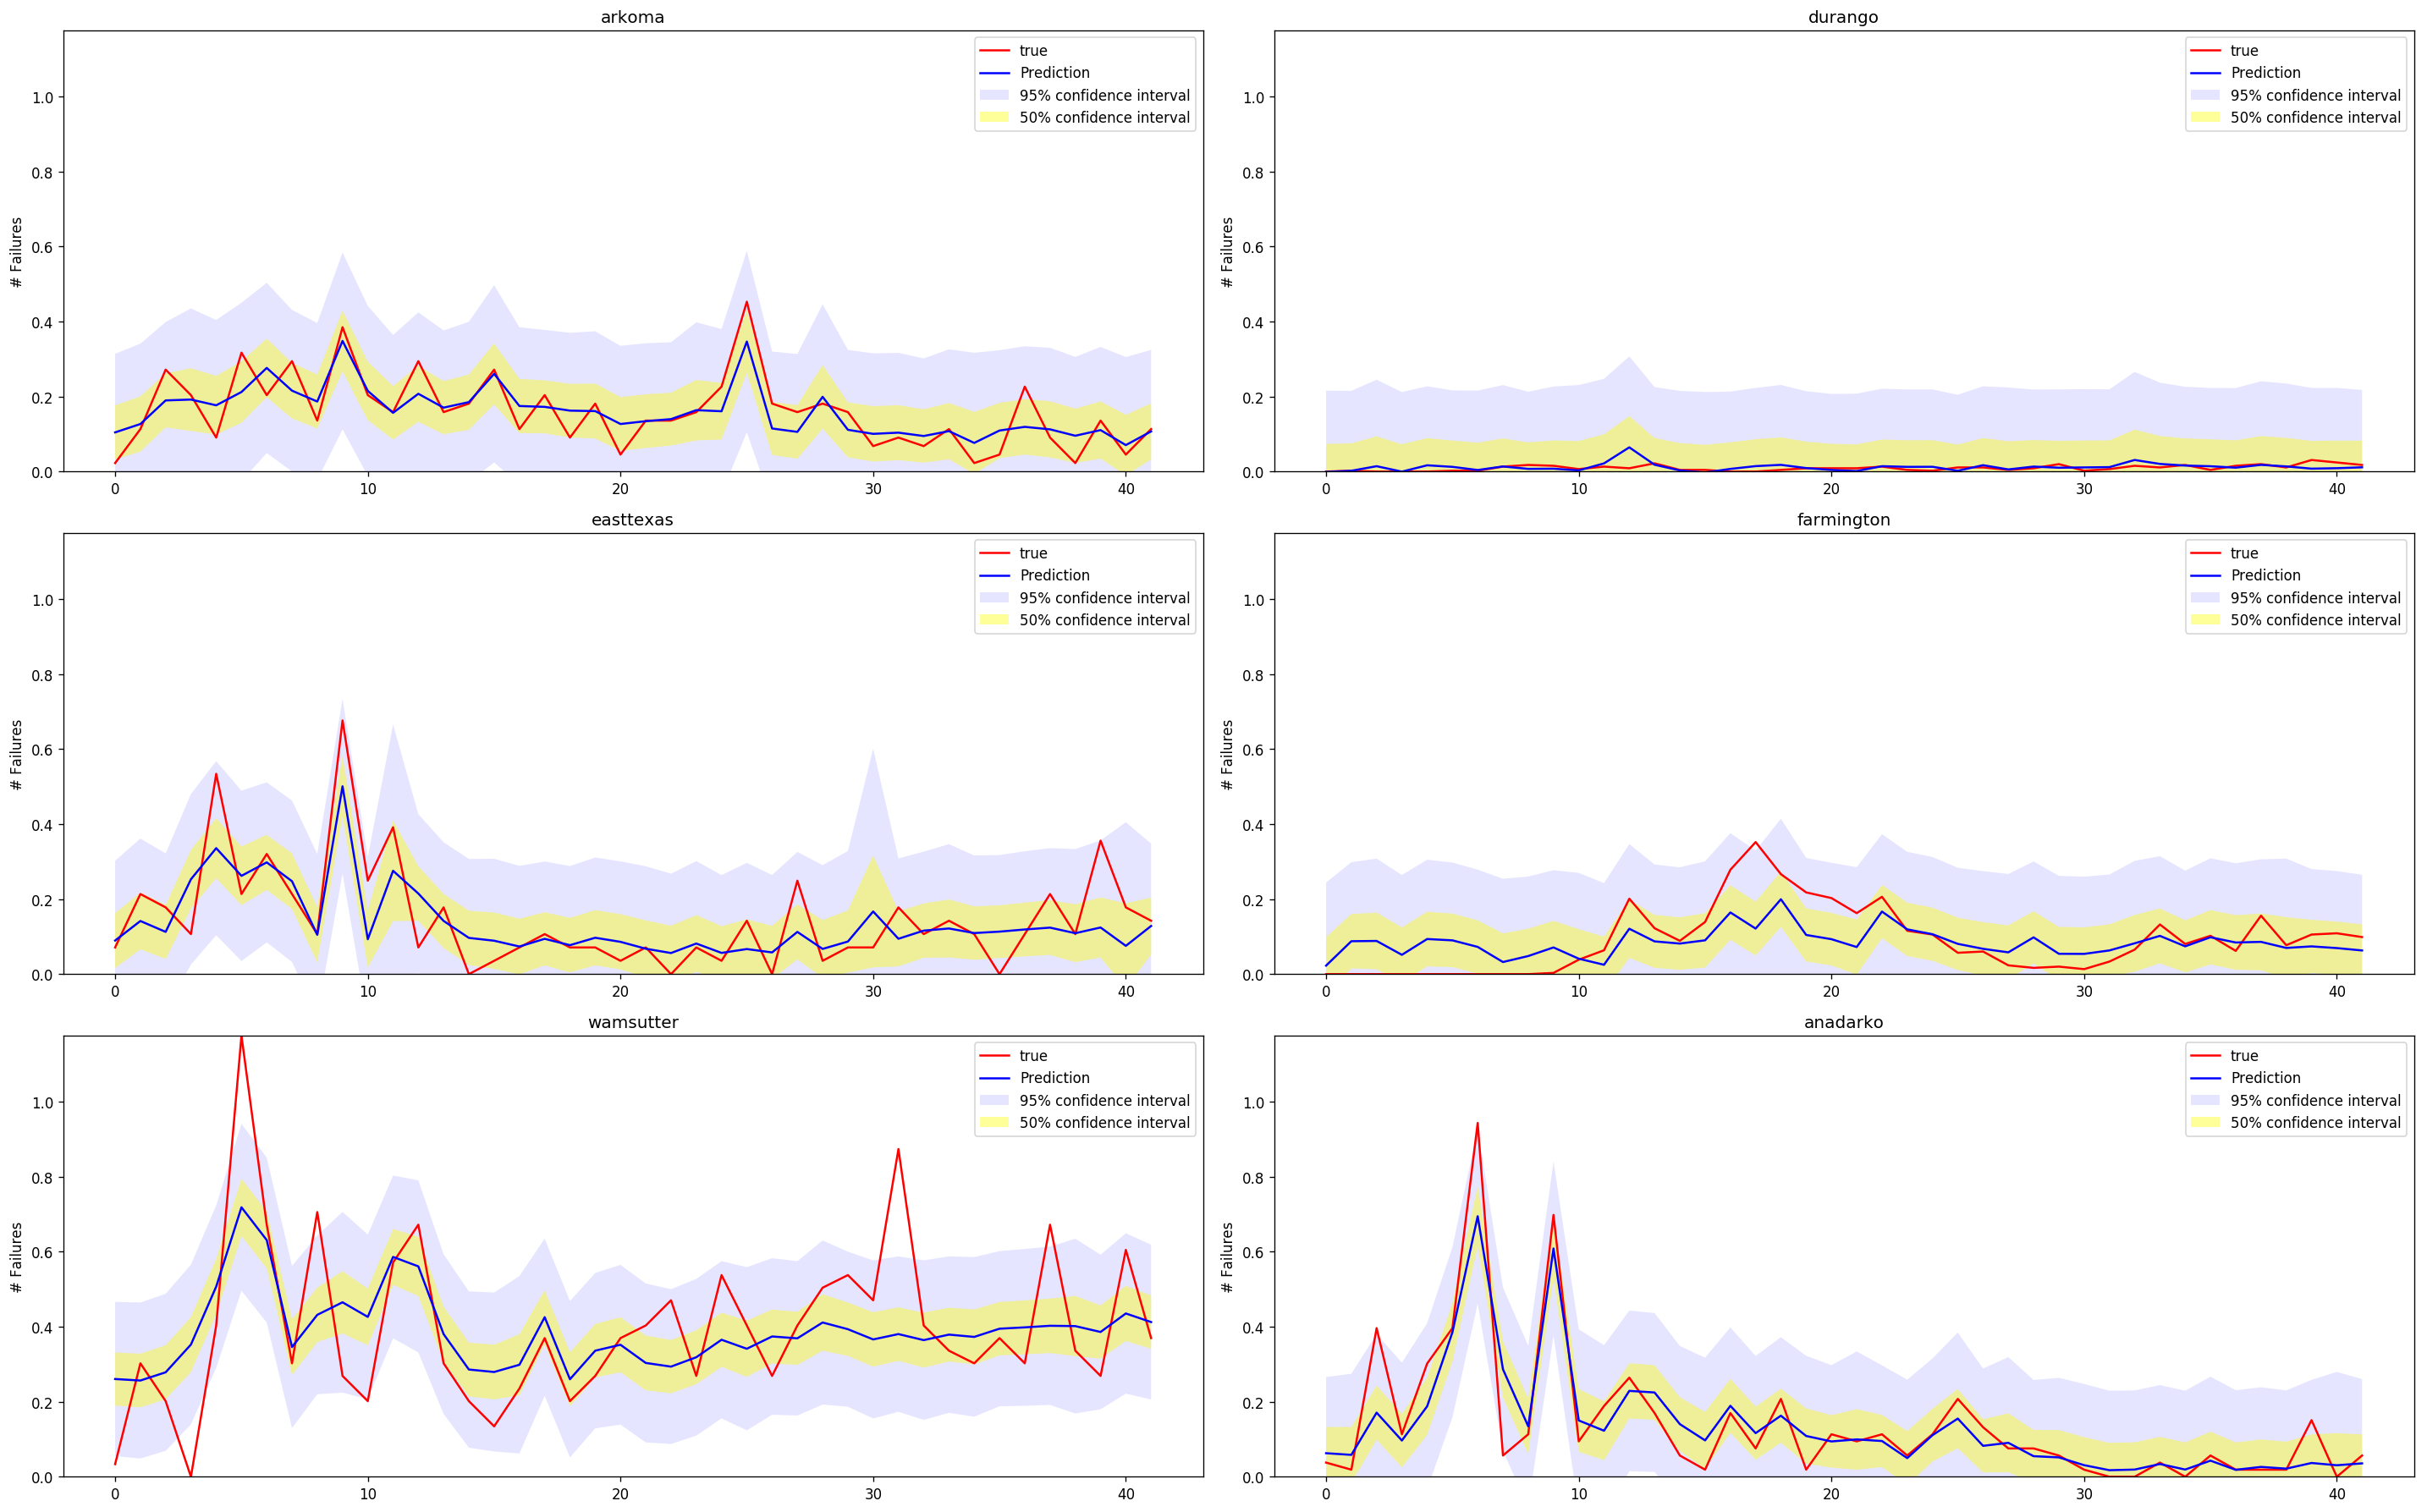 arkoma
true
Prediction
95% confidence interval
50% confidence interval
# Failures
1.0
0.8
0.6
0.4
0.2
0.0
0 10 20 30 40
durango
true
Prediction
95% confidence interval
50% confidence interval
# Failures
1.0
0.8
0.6
0.4
0.2
0.0
0 10 20 30 40
easttexas
true
Prediction
95% confidence interval
50% confidence interval
# Failures
1.0
0.8
0.6
0.4
0.2
0.0
0 10 20 30 40
farmington
true
Prediction
95% confidence interval
50% confidence interval
# Failures
1.0
0.8
0.6
0.4
0.2
0.0
0 10 20 30 40
wamsutter
true
Prediction
95% confidence interval
50% confidence interval
# Failures
1.0
0.8
0.6
0.4
0.2
0.0
0 10 20 30 40
anadarko
true
Prediction
95% confidence interval
50% confidence interval
# Failures
1.0
0.8
0.6
0.4
0.2
0.0
0 10 20 30 40